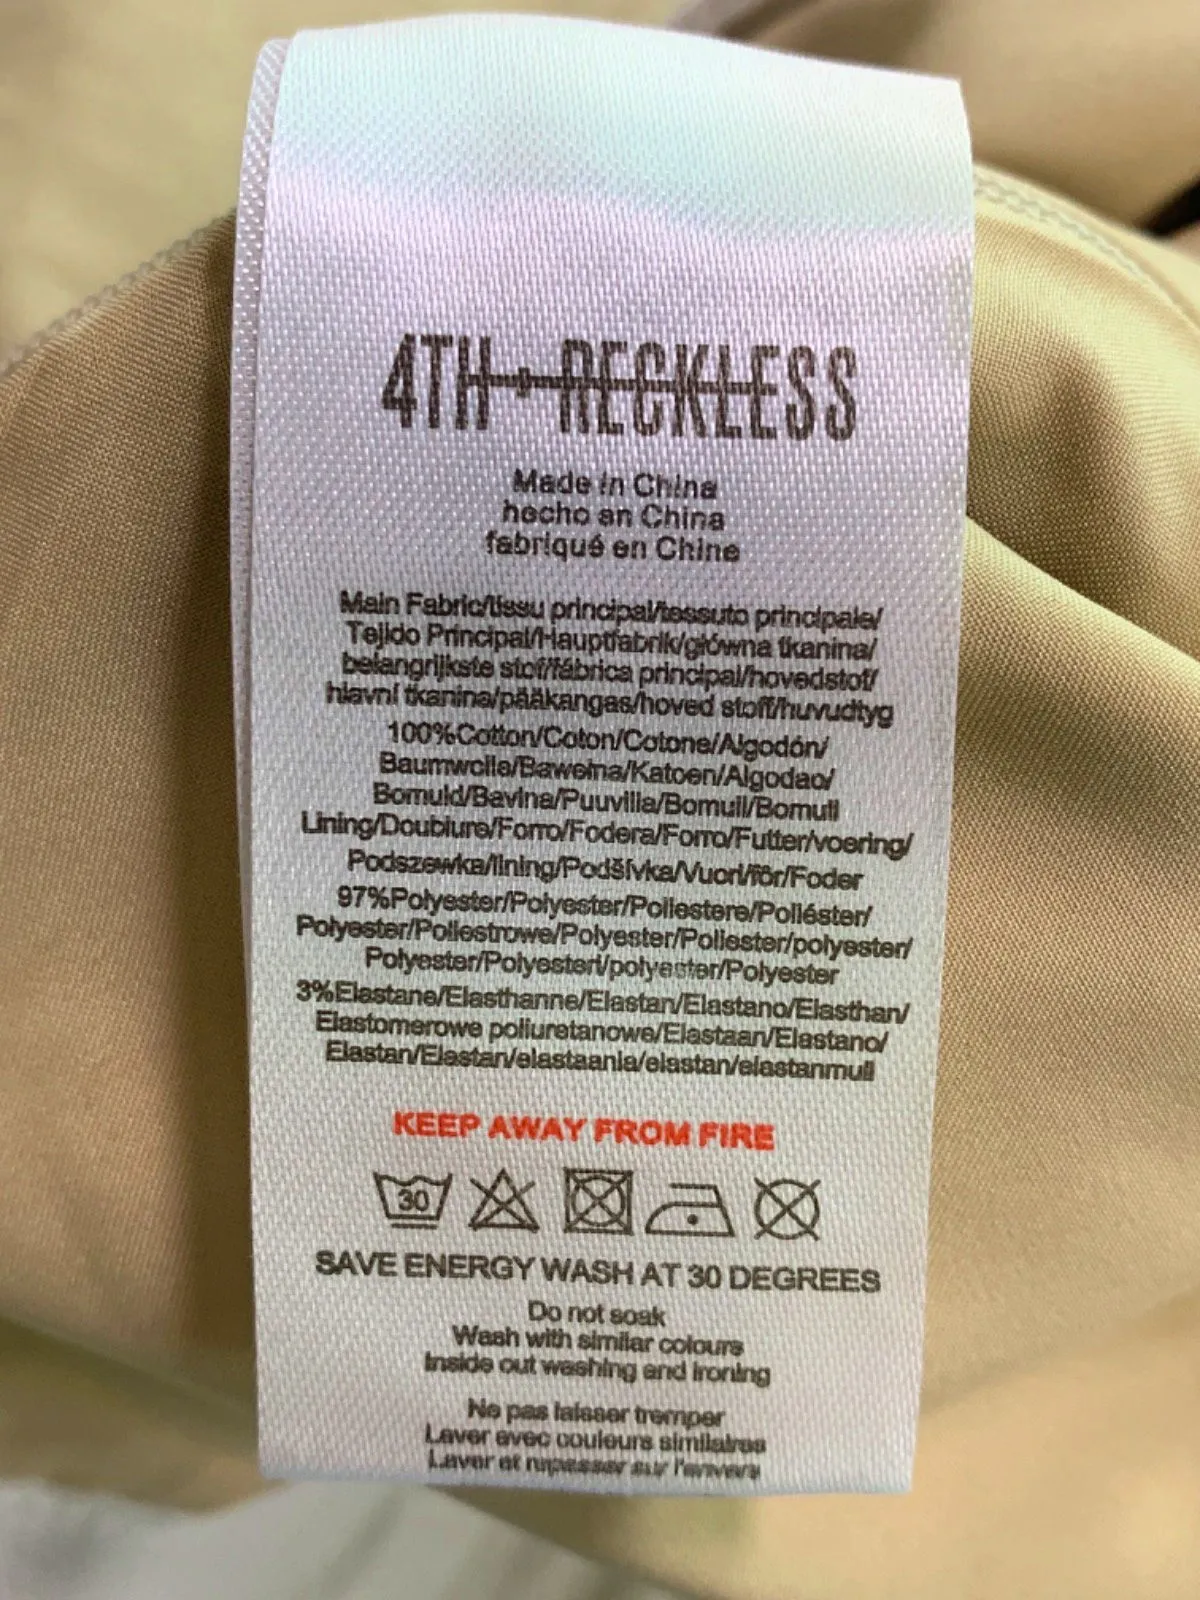 4TH + RECKLESS
Made in China
hecho en China
fabriqué en Chine
Main Fabric/tissu principal/tessuto principale/
Tejido Principal/Hauptfabrik/główna tkanina/
belangrijkste stof/fábrica principal/hovedstof/
hlavní tkanina/pääkangas/hoved stoff/huvudtyg
100%Cotton/Coton/Cotone/Algodón/
Baumwolle/Bawełna/Katoen/Algodao/
Bomuld/Bavlna/Puuvilla/Bomull/Bomull
Lining/Doublure/Forro/Fodera/Forro/Futter/voering/
Podszewka/lining/Podšívka/Vuori/fôr/Foder
97%Polyester/Polyester/Poliestere/Poliéster/
Polyester/Poliestrowe/Polyester/Poliester/polyester/
Polyester/Polyesteri/polyester/Polyester
3%Elastane/Elasthanne/Elastan/Elastano/Elasthan/
Elastomerowe poliuretanowe/Elastaan/Elastano/
Elastan/Elastan/elastaania/elastan/elastanmull
KEEP AWAY FROM FIRE
30
SAVE ENERGY WASH AT 30 DEGREES
Do not soak
Wash with similar colours
Inside out washing and ironing
Ne pas laisser tremper
Laver avec couleurs similaires
Laver et repasser sur l'envers